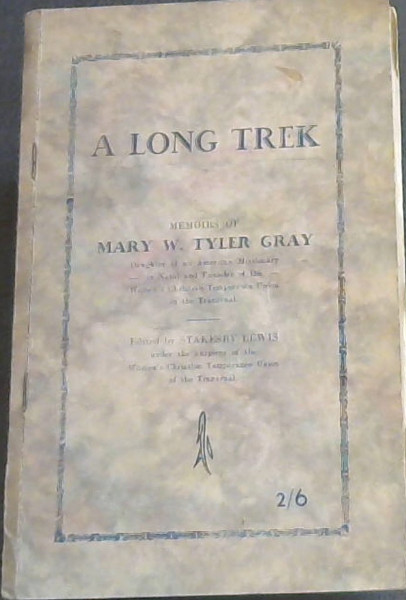 A LONG TREK
MEMOIRS OF
MARY W. TYLER GRAY
Daughter of an American Missionary
in Natal and Founder of the
Women's Christian Temperance Union
in the Transvaal
Edited by STAKESBY LEWIS
under the auspices of the
Women's Christian Temperance Union
of the Transvaal
2/6